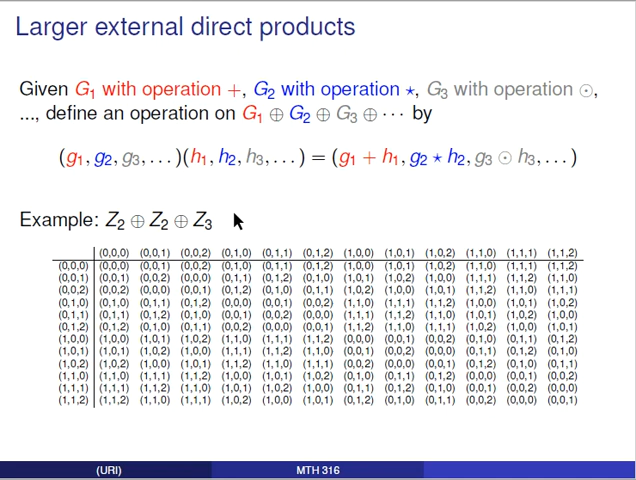 Larger external direct products
Given G₁ with operation +, G₂ with operation ⋆, G₃ with operation ⊙,
..., define an operation on G₁ ⊕ G₂ ⊕ G₃ ⊕ ··· by
(g₁, g₂, g₃, ...)(h₁, h₂, h₃, ...) = (g₁ + h₁, g₂ ⋆ h₂, g₃ ⊙ h₃, ...)
Example: Z₂ ⊕ Z₂ ⊕ Z₃
(0,0,0) (0,0,1) (0,0,2) (0,1,0) (0,1,1) (0,1,2) (1,0,0) (1,0,1) (1,0,2) (1,1,0) (1,1,1) (1,1,2)
(0,0,0) (0,0,0) (0,0,1) (0,0,2) (0,1,0) (0,1,1) (0,1,2) (1,0,0) (1,0,1) (1,0,2) (1,1,0) (1,1,1) (1,1,2)
(0,0,1) (0,0,1) (0,0,2) (0,0,0) (0,1,1) (0,1,2) (0,1,0) (1,0,1) (1,0,2) (1,0,0) (1,1,1) (1,1,2) (1,1,0)
(0,0,2) (0,0,2) (0,0,0) (0,0,1) (0,1,2) (0,1,0) (0,1,1) (1,0,2) (1,0,0) (1,0,1) (1,1,2) (1,1,0) (1,1,1)
(0,1,0) (0,1,0) (0,1,1) (0,1,2) (0,0,0) (0,0,1) (0,0,2) (1,1,0) (1,1,1) (1,1,2) (1,0,0) (1,0,1) (1,0,2)
(0,1,1) (0,1,1) (0,1,2) (0,1,0) (0,0,1) (0,0,2) (0,0,0) (1,1,1) (1,1,2) (1,1,0) (1,0,1) (1,0,2) (1,0,0)
(0,1,2) (0,1,2) (0,1,0) (0,1,1) (0,0,2) (0,0,0) (0,0,1) (1,1,2) (1,1,0) (1,1,1) (1,0,2) (1,0,0) (1,0,1)
(1,0,0) (1,0,0) (1,0,1) (1,0,2) (1,1,0) (1,1,1) (1,1,2) (0,0,0) (0,0,1) (0,0,2) (0,1,0) (0,1,1) (0,1,2)
(1,0,1) (1,0,1) (1,0,2) (1,0,0) (1,1,1) (1,1,2) (1,1,0) (0,0,1) (0,0,2) (0,0,0) (0,1,1) (0,1,2) (0,1,0)
(1,0,2) (1,0,2) (1,0,0) (1,0,1) (1,1,2) (1,1,0) (1,1,1) (0,0,2) (0,0,0) (0,0,1) (0,1,2) (0,1,0) (0,1,1)
(1,1,0) (1,1,0) (1,1,1) (1,1,2) (1,0,0) (1,0,1) (1,0,2) (0,1,0) (0,1,1) (0,1,2) (0,0,0) (0,0,1) (0,0,2)
(1,1,1) (1,1,1) (1,1,2) (1,1,0) (1,0,1) (1,0,2) (1,0,0) (0,1,1) (0,1,2) (0,1,0) (0,0,1) (0,0,2) (0,0,0)
(1,1,2) (1,1,2) (1,1,0) (1,1,1) (1,0,2) (1,0,0) (1,0,1) (0,1,2) (0,1,0) (0,1,1) (0,0,2) (0,0,0) (0,0,1)
(URI) MTH 316